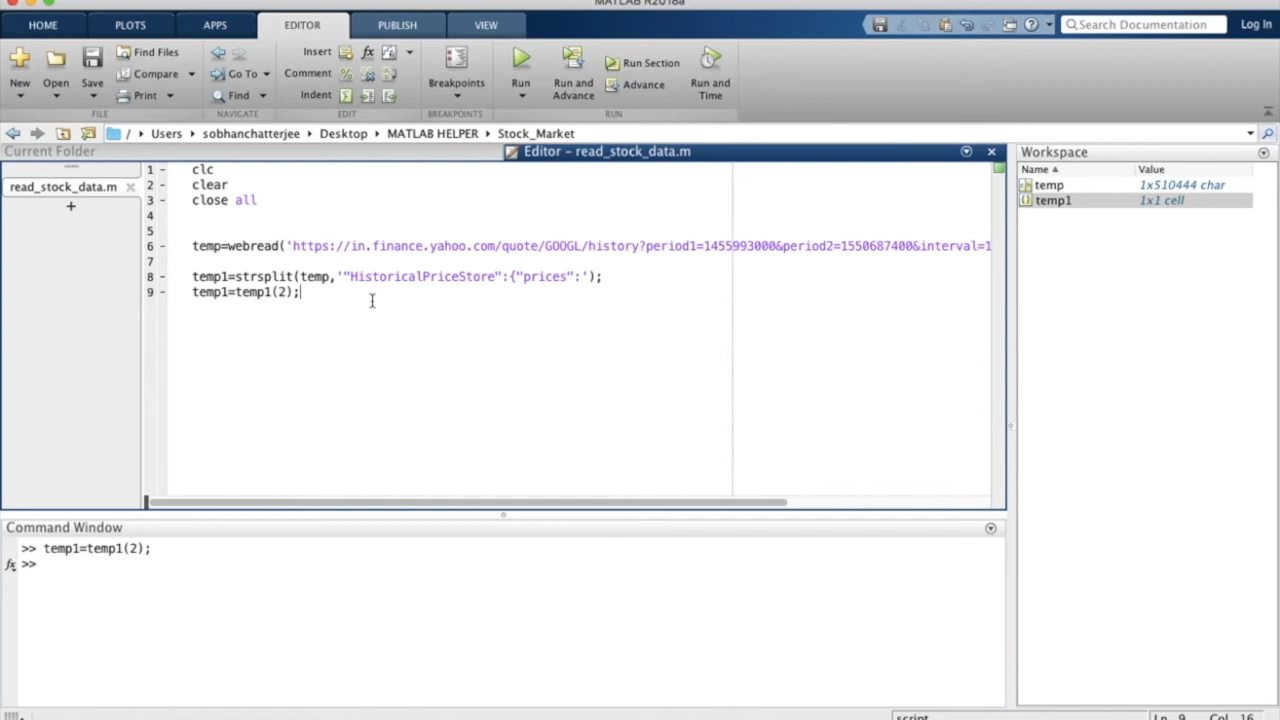 MATLAB R2018a
HOME PLOTS APPS EDITOR PUBLISH VIEW Search Documentation Log In
New Open Save Find Files Compare Print Go To Find Insert fx Comment % Indent Breakpoints Run Run and Advance Run Section Advance Run and Time
FILE NAVIGATE EDIT BREAKPOINTS RUN
/ Users sobhanchatterjee Desktop MATLAB HELPER Stock_Market
Current Folder
Editor – read_stock_data.m
read_stock_data.m
+
1 - clc
2 - clear
3 - close all
4
5
6 - temp=webread('https://in.finance.yahoo.com/quote/GOOGL/history?period1=1455993000&period2=1550687400&interval=1
7
8 - temp1=strsplit(temp,'"HistoricalPriceStore":{"prices":');
9 - temp1=temp1(2);
Workspace
Name Value
temp 1x510444 char
temp1 1x1 cell
Command Window
>> temp1=temp1(2);
fx >>
script Ln 9 Col 16